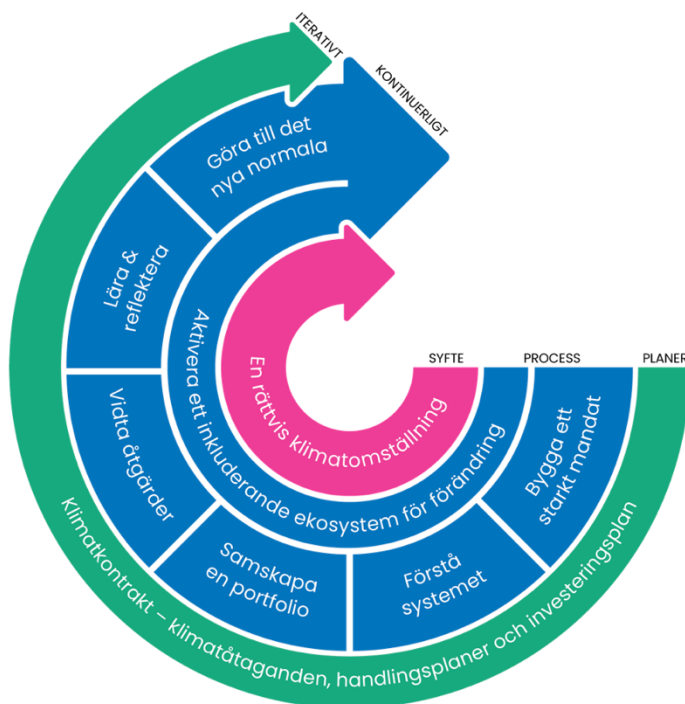 ITERATIVT
KONTINUERLIGT
Göra till det
nya normala
Lära &
reflektera
Aktivera ett inkluderande ekosystem för förändring
En rättvis klimatomställning
SYFTE
PROCESS
PLANER
Bygga ett
starkt mandat
Vidta åtgärder
Samskapa
en portfolio
Förstå
systemet
Klimatkontrakt – klimatåtaganden, handlingsplaner och investeringsplan